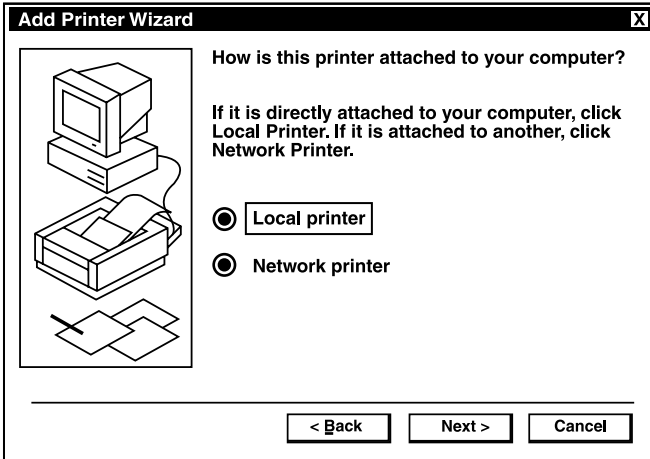 Add Printer Wizard X
How is this printer attached to your computer?
If it is directly attached to your computer, click
Local Printer. If it is attached to another, click
Network Printer.
Local printer
Network printer
< Back Next > Cancel